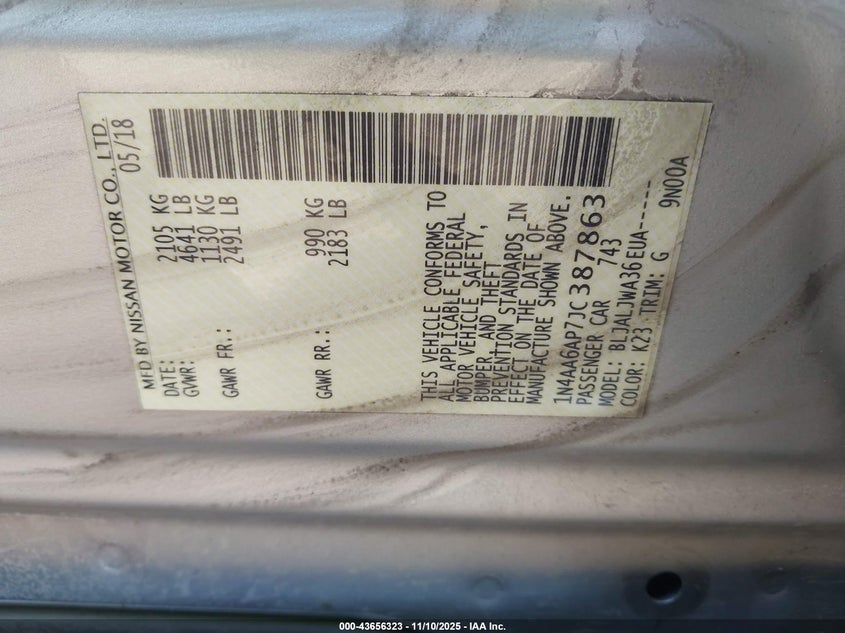 MFD BY NISSAN MOTOR CO., LTD.
DATE: 05/18
GVWR: 2105 KG
4641 LB
GAWR FR.: 1130 KG
2491 LB
GAWR RR.: 990 KG
2183 LB
THIS VEHICLE CONFORMS TO
ALL APPLICABLE FEDERAL
MOTOR VEHICLE SAFETY,
BUMPER, AND THEFT
PREVENTION STANDARDS IN
EFFECT ON THE DATE OF
MANUFACTURE SHOWN ABOVE.
1N4AA6AP7JC387863
PASSENGER CAR 743
MODEL: BLJALJWA36EUA------
COLOR: K23 TRIM: G 9N00A
000-43656323 - 11/10/2025 - IAA Inc.